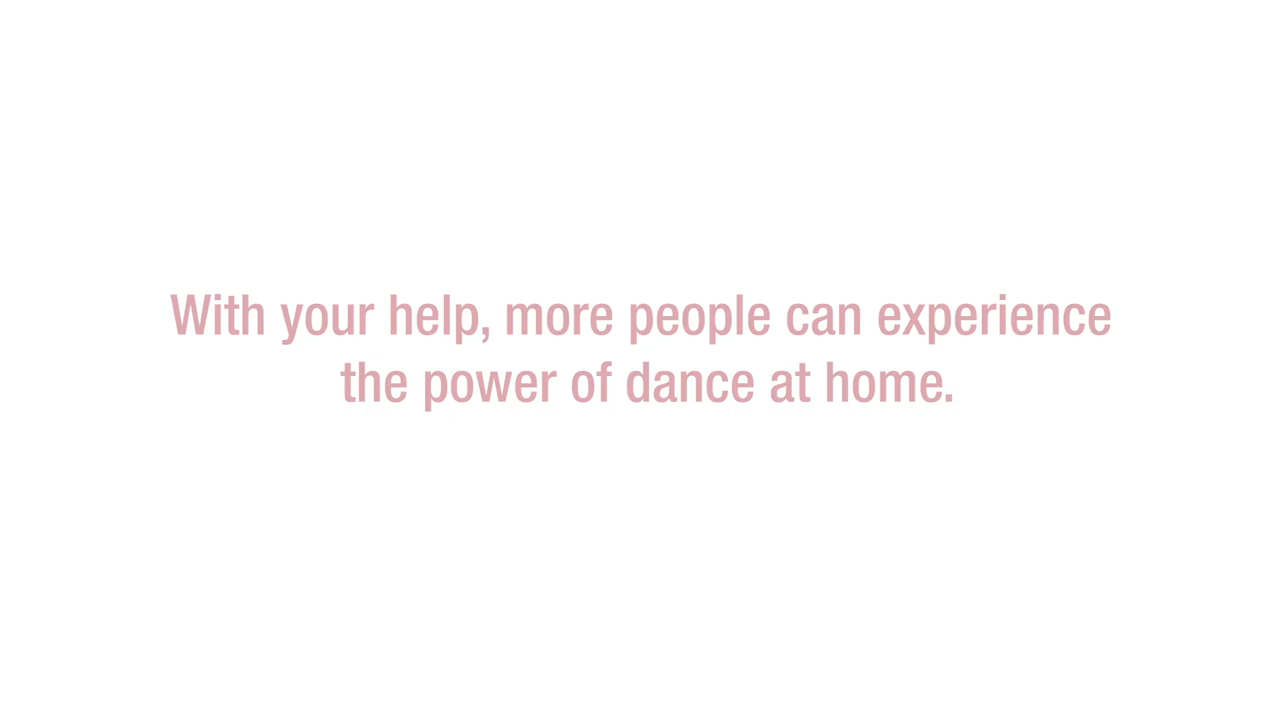 With your help, more people can experience
the power of dance at home.